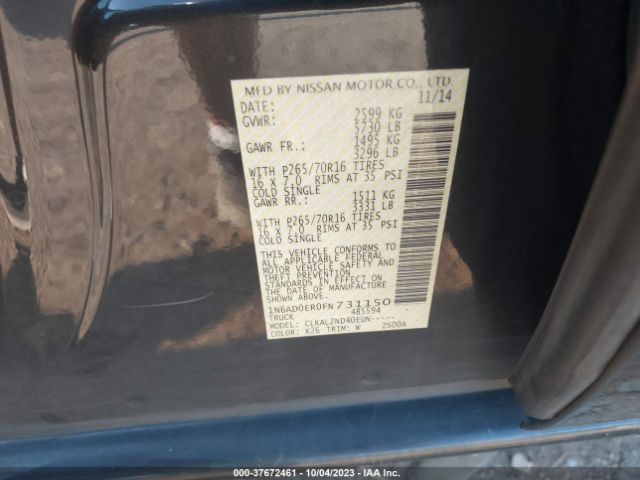 MFD BY NISSAN MOTOR CO., LTD.
DATE: 11/14
GVWR: 2599 KG
5730 LB
GAWR FR.: 1495 KG
3296 LB
WITH P265/70R16 TIRES
16 X 7.0 RIMS AT 35 PSI
COLD SINGLE
GAWR RR.: 1511 KG
3331 LB
WITH P265/70R16 TIRES
16 X 7.0 RIMS AT 35 PSI
COLD SINGLE
THIS VEHICLE CONFORMS TO
ALL APPLICABLE FEDERAL
MOTOR VEHICLE SAFETY AND
THEFT PREVENTION
STANDARDS IN EFFECT ON
THE DATE OF MANUFACTURE
SHOWN ABOVE.
1N6AD0ER0FN731150
TRUCK 485594
MODEL: CLKAL2ND40EUN-----
COLOR: K26 TRIM: W 2S00A
000-37672461 - 10/04/2023 - IAA Inc.